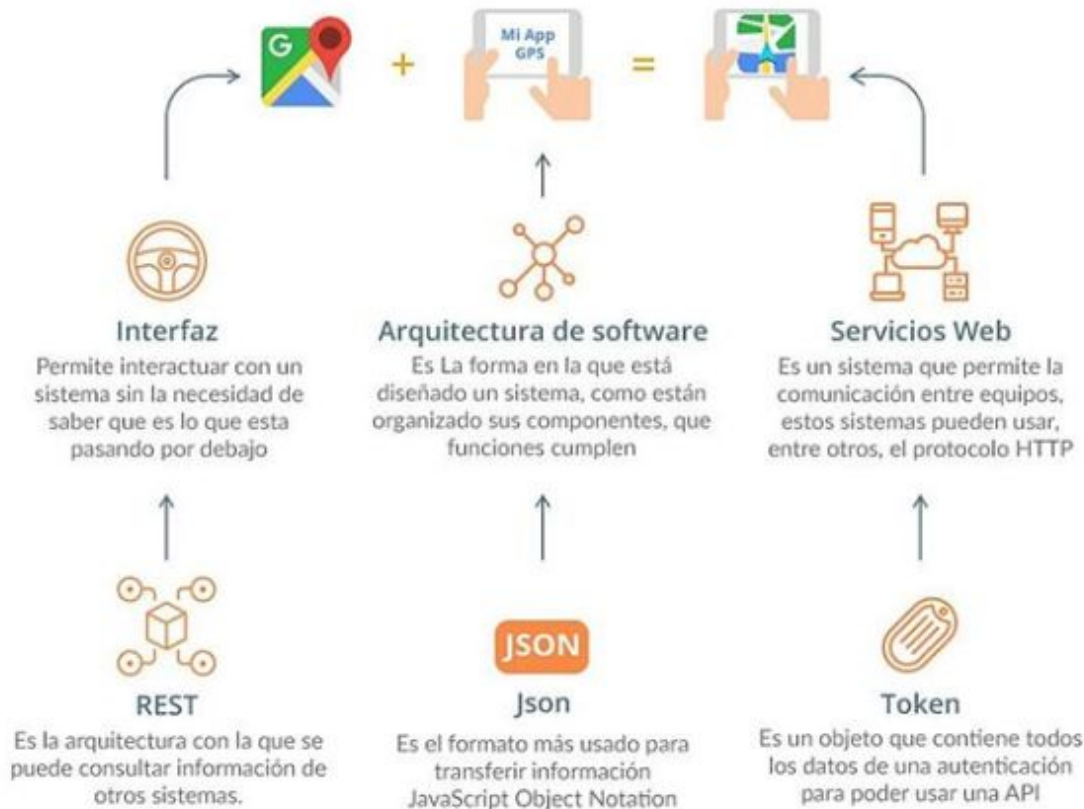 G
Mi App
GPS
Interfaz
Permite interactuar con un
sistema sin la necesidad de
saber que es lo que esta
pasando por debajo
Arquitectura de software
Es La forma en la que está
diseñado un sistema, como están
organizado sus componentes, que
funciones cumplen
Servicios Web
Es un sistema que permite la
comunicación entre equipos,
estos sistemas pueden usar,
entre otros, el protocolo HTTP
REST
Es la arquitectura con la que se
puede consultar información de
otros sistemas.
JSON
Json
Es el formato más usado para
transferir información
JavaScript Object Notation
Token
Es un objeto que contiene todos
los datos de una autenticación
para poder usar una API